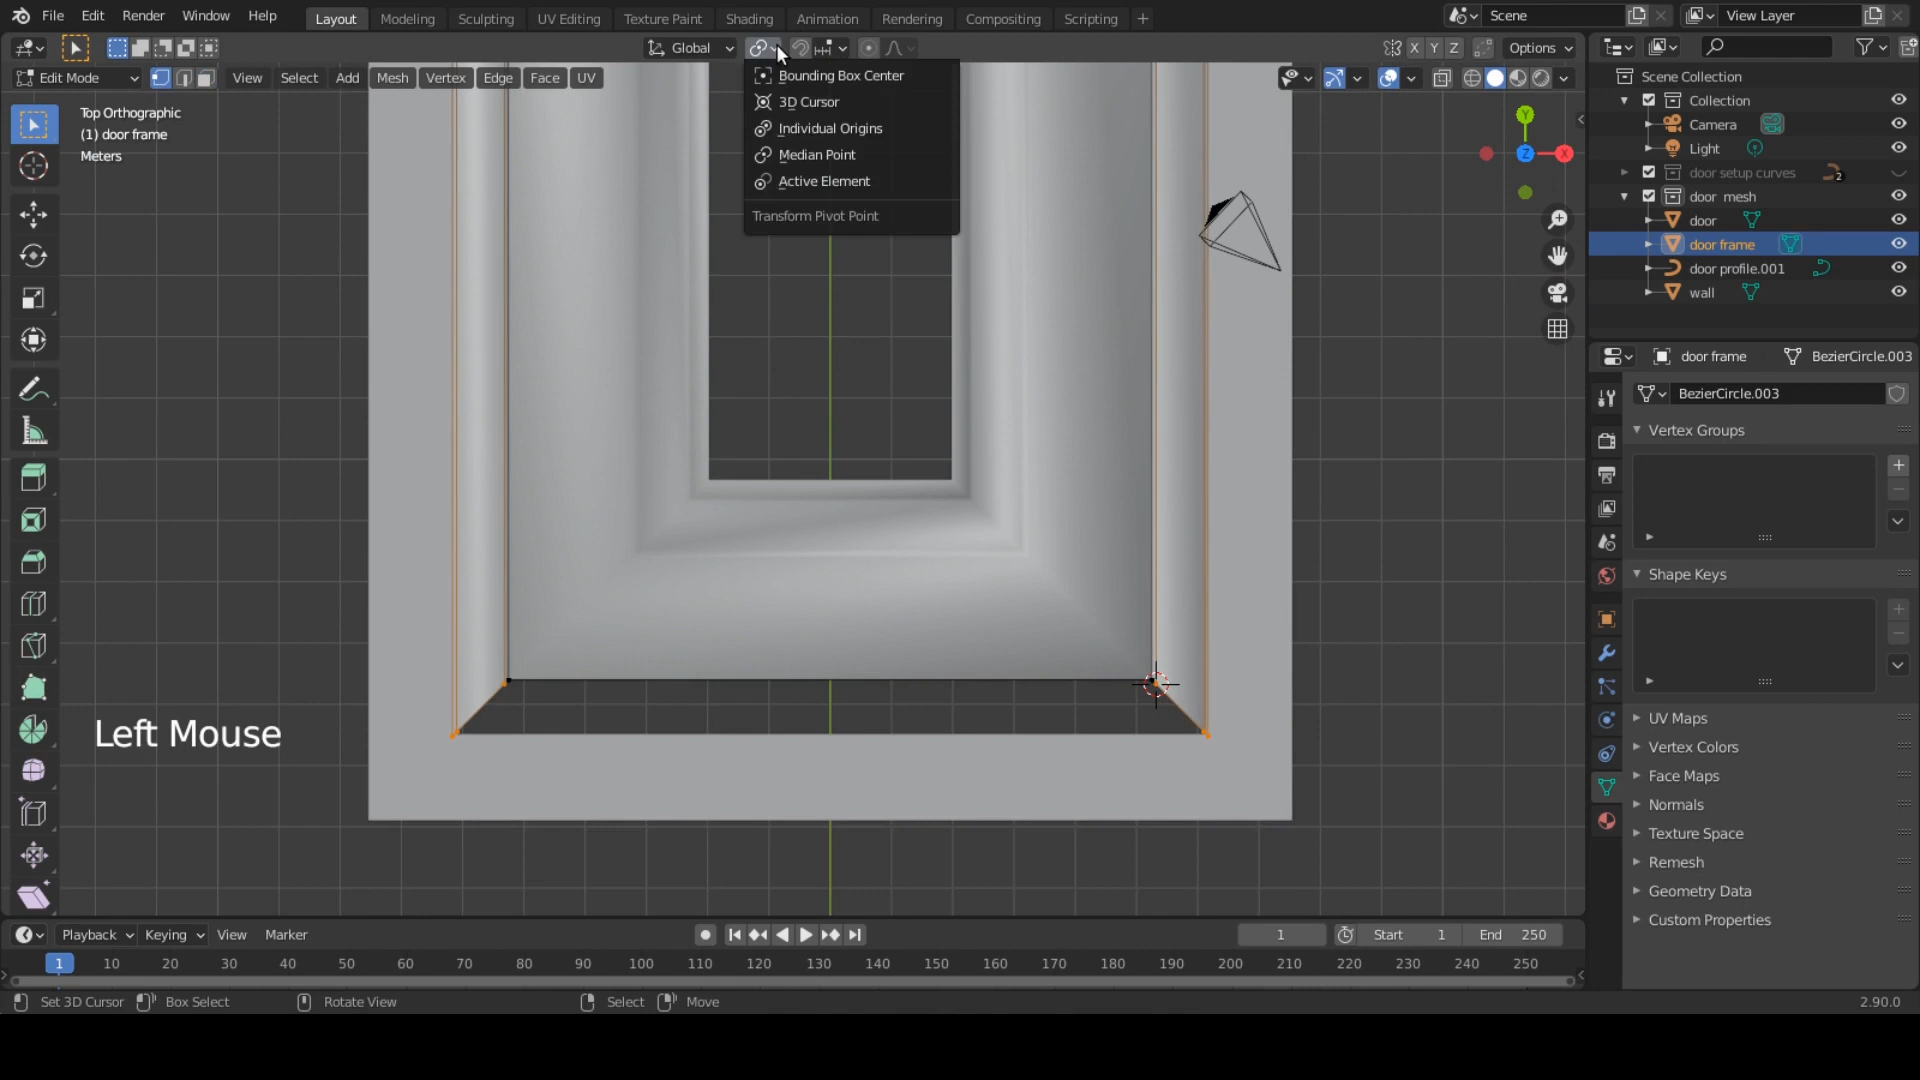 File Edit Render Window Help Layout Modeling Sculpting UV Editing Texture Paint Shading Animation Rendering Compositing Scripting + Scene View Layer
Global X Y Z Options
Edit Mode View Select Add Mesh Vertex Edge Face UV
Top Orthographic
(1) door frame
Meters
Bounding Box Center
3D Cursor
Individual Origins
Median Point
Active Element
Transform Pivot Point
Y
Z
X
Scene Collection
Collection
Camera
Light
door setup curves 2
door mesh
door
door frame
door profile.001
wall
door frame BezierCircle.003
BezierCircle.003
Vertex Groups
Shape Keys
UV Maps
Vertex Colors
Face Maps
Normals
Texture Space
Remesh
Geometry Data
Custom Properties
Left Mouse
Playback Keying View Marker 1 Start 1 End 250
1 10 20 30 40 50 60 70 80 90 100 110 120 130 140 150 160 170 180 190 200 210 220 230 240 250
Set 3D Cursor Box Select Rotate View Select Move 2.90.0